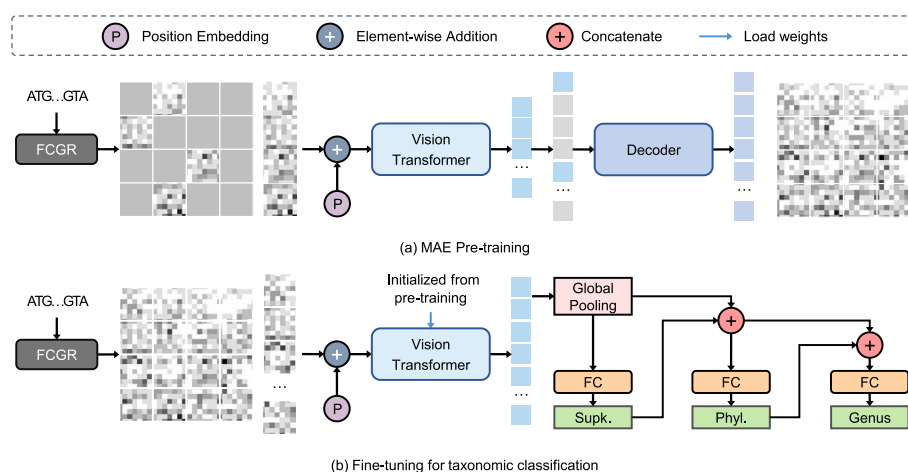 P Position Embedding + Element-wise Addition + Concatenate Load weights
ATG...GTA
FCGR
+
P
Vision
Transformer
...
...
Decoder
...
(a) MAE Pre-training
ATG...GTA
FCGR
...
+
P
Initialized from
pre-training
Vision
Transformer
...
Global
Pooling
+
+
FC
FC
FC
Supk.
Phyl.
Genus
(b) Fine-tuning for taxonomic classification